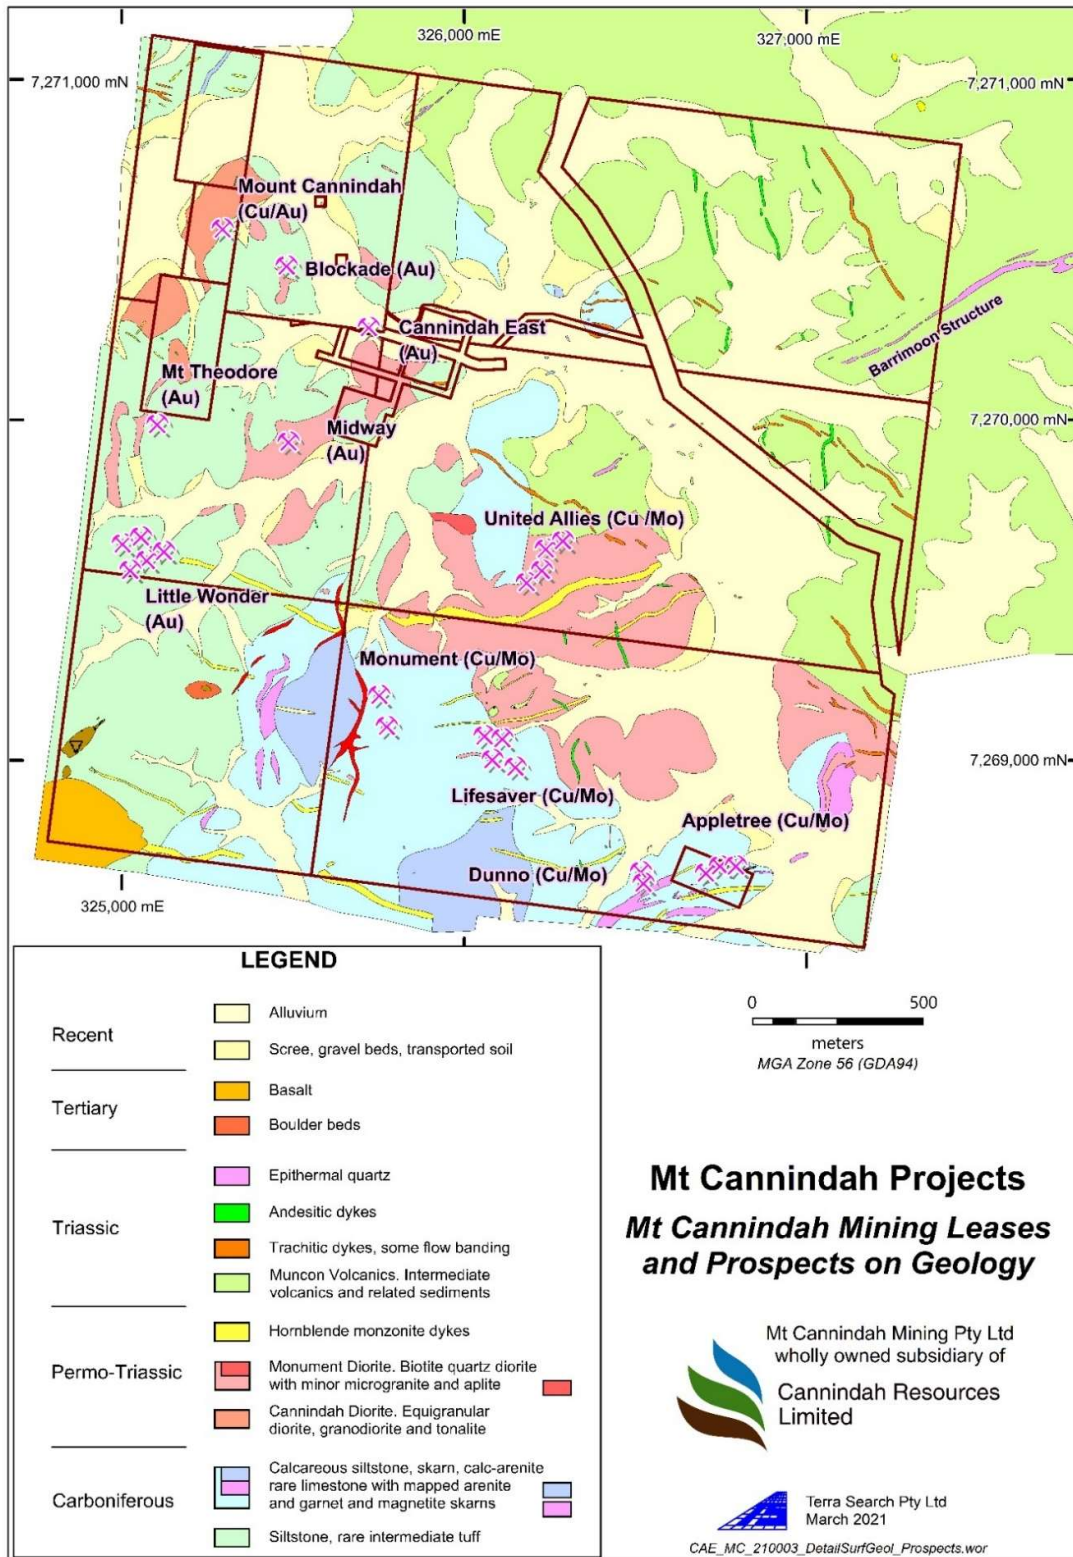 326,000 mE
327,000 mE
7,271,000 mN
7,271,000 mN
Mount Cannindah
(Cu/Au)
Blockade (Au)
Cannindah East
(Au)
Barrimoon Structure
Mt Theodore
(Au)
7,270,000 mN
Midway
(Au)
United Allies (Cu /Mo)
Little Wonder
(Au)
Monument (Cu/Mo)
7,269,000 mN
Lifesaver (Cu/Mo)
Appletree (Cu/Mo)
Dunno (Cu/Mo)
325,000 mE
LEGEND
Recent
Alluvium
Scree, gravel beds, transported soil
Tertiary
Basalt
Boulder beds
Triassic
Epithermal quartz
Andesitic dykes
Trachitic dykes, some flow banding
Muncon Volcanics. Intermediate
volcanics and related sediments
Permo-Triassic
Hornblende monzonite dykes
Monument Diorite. Biotite quartz diorite
with minor microgranite and aplite
Cannindah Diorite. Equigranular
diorite, granodiorite and tonalite
Carboniferous
Calcareous siltstone, skarn, calc-arenite
rare limestone with mapped arenite
and garnet and magnetite skarns
Siltstone, rare intermediate tuff
0 500
meters
MGA Zone 56 (GDA94)
Mt Cannindah Projects
Mt Cannindah Mining Leases
and Prospects on Geology
Mt Cannindah Mining Pty Ltd
wholly owned subsidiary of
Cannindah Resources
Limited
Terra Search Pty Ltd
March 2021
CAE_MC_210003_DetailSurfGeol_Prospects.wor